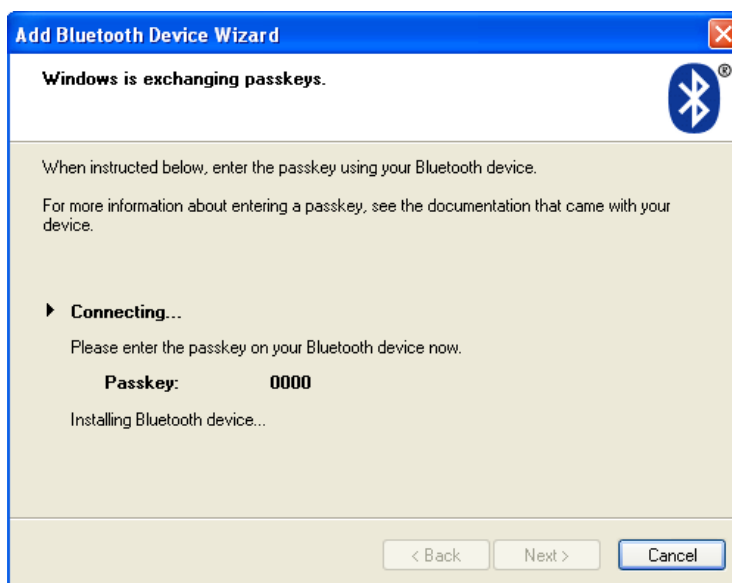 Add Bluetooth Device Wizard
Windows is exchanging passkeys.
®
When instructed below, enter the passkey using your Bluetooth device.
For more information about entering a passkey, see the documentation that came with your
device.
Connecting...
Please enter the passkey on your Bluetooth device now.
Passkey: 0000
Installing Bluetooth device...
< Back Next > Cancel